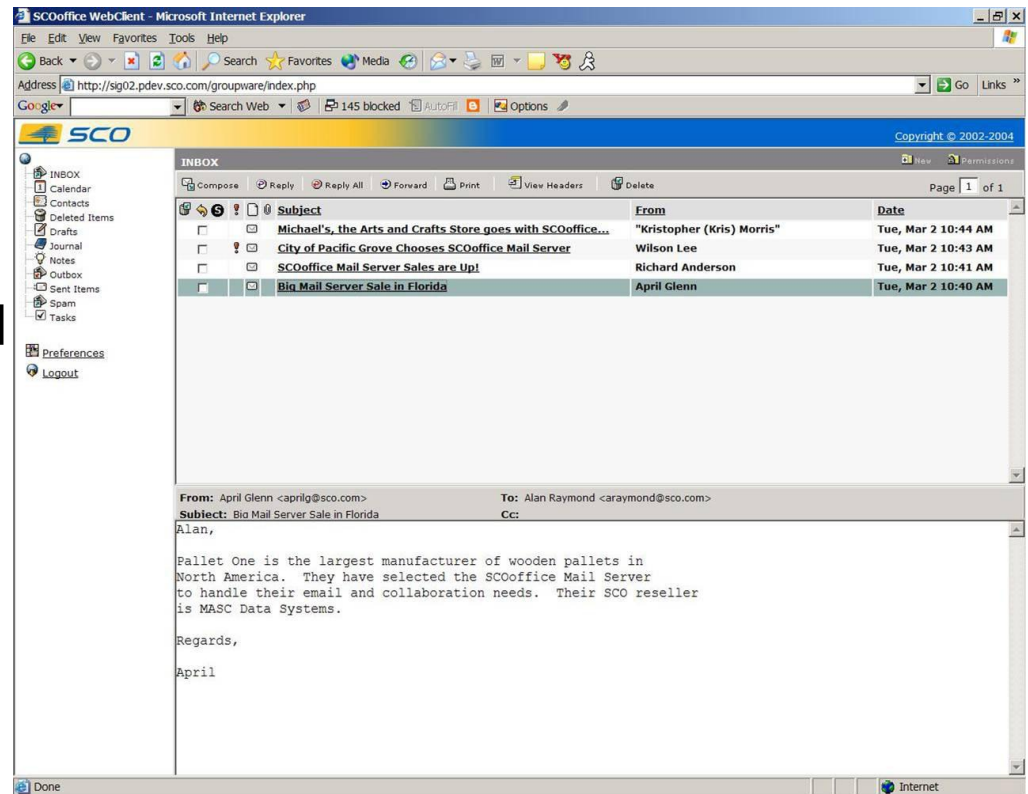 SCOoffice WebClient - Microsoft Internet Explorer
File Edit View Favorites Tools Help
Back Search Favorites Media
Address http://sig02.pdev.sco.com/groupware/index.php Go Links »
Google Search Web 145 blocked AutoFill Options
SCO Copyright © 2002-2004
INBOX New Permissions
Compose Reply Reply All Forward Print View Headers Delete Page 1 of 1
Subject From Date
Michael's, the Arts and Crafts Store goes with SCOoffice... "Kristopher (Kris) Morris" Tue, Mar 2 10:44 AM
City of Pacific Grove Chooses SCOoffice Mail Server Wilson Lee Tue, Mar 2 10:43 AM
SCOoffice Mail Server Sales are Up! Richard Anderson Tue, Mar 2 10:41 AM
Big Mail Server Sale in Florida April Glenn Tue, Mar 2 10:40 AM
INBOX
Calendar
Contacts
Deleted Items
Drafts
Journal
Notes
Outbox
Sent Items
Spam
Tasks
Preferences
Logout
From: April Glenn <aprilg@sco.com> To: Alan Raymond <araymond@sco.com>
Subject: Big Mail Server Sale in Florida Cc:
Alan,
Pallet One is the largest manufacturer of wooden pallets in
North America. They have selected the SCOoffice Mail Server
to handle their email and collaboration needs. Their SCO reseller
is MASC Data Systems.
Regards,
April
Done Internet